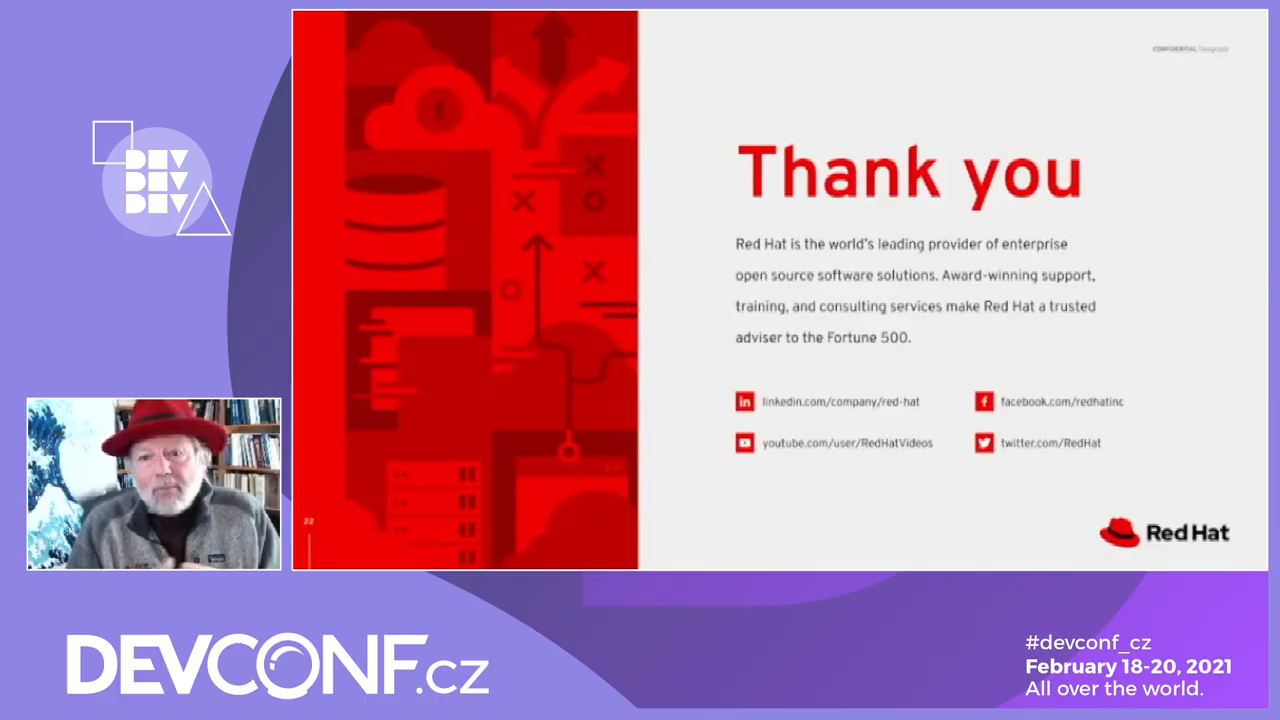 DEV
DEV
DEV
CONFIDENTIAL Designator
Thank you
Red Hat is the world's leading provider of enterprise
open source software solutions. Award-winning support,
training, and consulting services make Red Hat a trusted
adviser to the Fortune 500.
linkedin.com/company/red-hat
facebook.com/redhatinc
youtube.com/user/RedHatVideos
twitter.com/RedHat
22
Red Hat
DEVCONF.cz
#devconf_cz
February 18-20, 2021
All over the world.